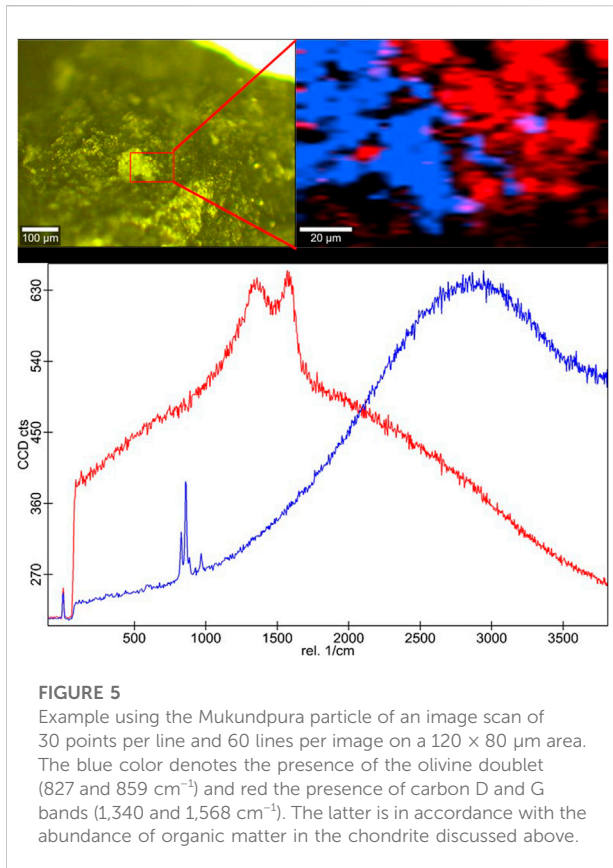 100 µm
20 µm
630
540
450
360
270
CCD cts
500 1000 1500 2000 2500 3000 3500
rel. 1/cm
FIGURE 5
Example using the Mukundpura particle of an image scan of
30 points per line and 60 lines per image on a 120 × 80 µm area.
The blue color denotes the presence of the olivine doublet
(827 and 859 cm⁻¹) and red the presence of carbon D and G
bands (1,340 and 1,568 cm⁻¹). The latter is in accordance with the
abundance of organic matter in the chondrite discussed above.